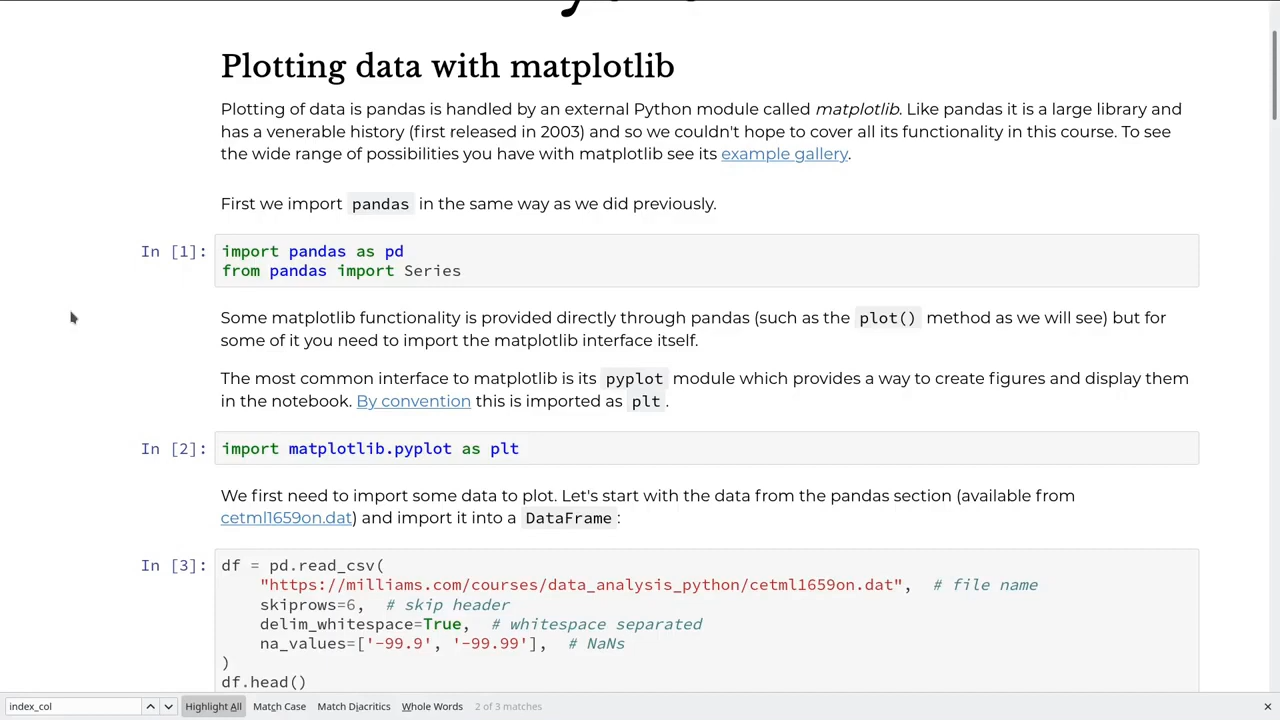 Plotting data with matplotlib
Plotting of data is pandas is handled by an external Python module called matplotlib. Like pandas it is a large library and
has a venerable history (first released in 2003) and so we couldn't hope to cover all its functionality in this course. To see
the wide range of possibilities you have with matplotlib see its example gallery.
First we import pandas in the same way as we did previously.
In [1]: import pandas as pd
from pandas import Series
Some matplotlib functionality is provided directly through pandas (such as the plot() method as we will see) but for
some of it you need to import the matplotlib interface itself.
The most common interface to matplotlib is its pyplot module which provides a way to create figures and display them
in the notebook. By convention this is imported as plt.
In [2]: import matplotlib.pyplot as plt
We first need to import some data to plot. Let's start with the data from the pandas section (available from
cetml1659on.dat) and import it into a DataFrame:
In [3]: df = pd.read_csv(
"https://milliams.com/courses/data_analysis_python/cetml1659on.dat",  # file name
skiprows=6,  # skip header
delim_whitespace=True,  # whitespace separated
na_values=['-99.9', '-99.99'],  # NaNs
)
df.head()
index_col Highlight All Match Case Match Diacritics Whole Words 2 of 3 matches